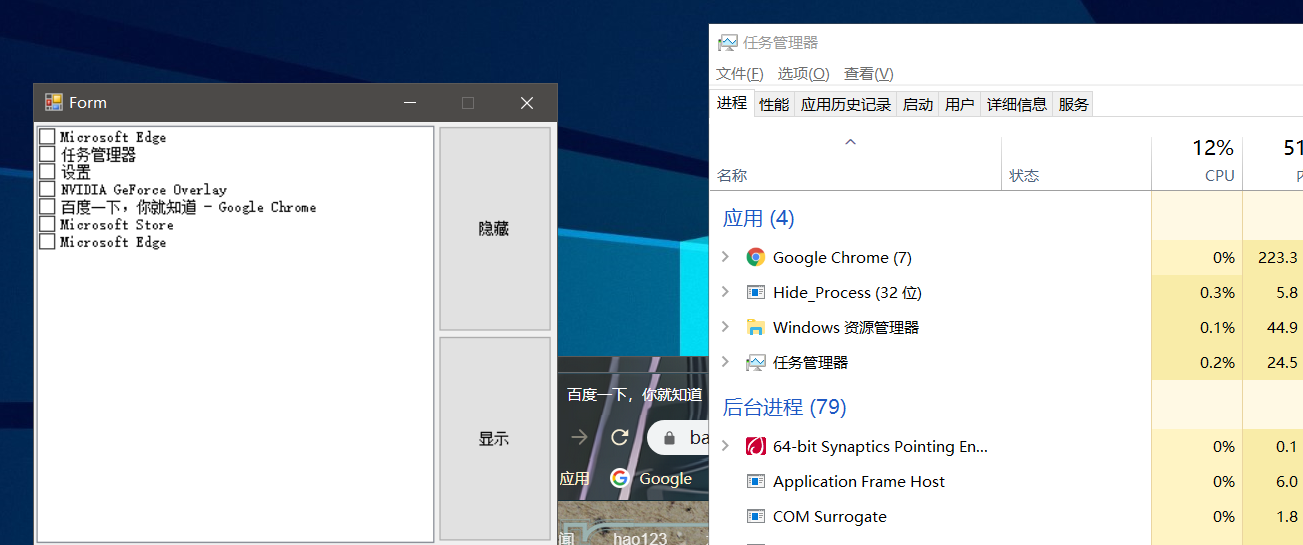 Form
Microsoft Edge
任务管理器
设置
NVIDIA GeForce Overlay
百度一下，你就知道 - Google Chrome
Microsoft Store
Microsoft Edge
隐藏
显示
百度一下，你就知道
ba
应用
Google
闻
hao123
任务管理器
文件(F) 选项(O) 查看(V)
进程 性能 应用历史记录 启动 用户 详细信息 服务
12% 51
名称 状态 CPU 内
应用 (4)
Google Chrome (7) 0% 223.3
Hide_Process (32 位) 0.3% 5.8
Windows 资源管理器 0.1% 44.9
任务管理器 0.2% 24.5
后台进程 (79)
64-bit Synaptics Pointing En... 0% 0.1
Application Frame Host 0% 6.0
COM Surrogate 0% 1.8